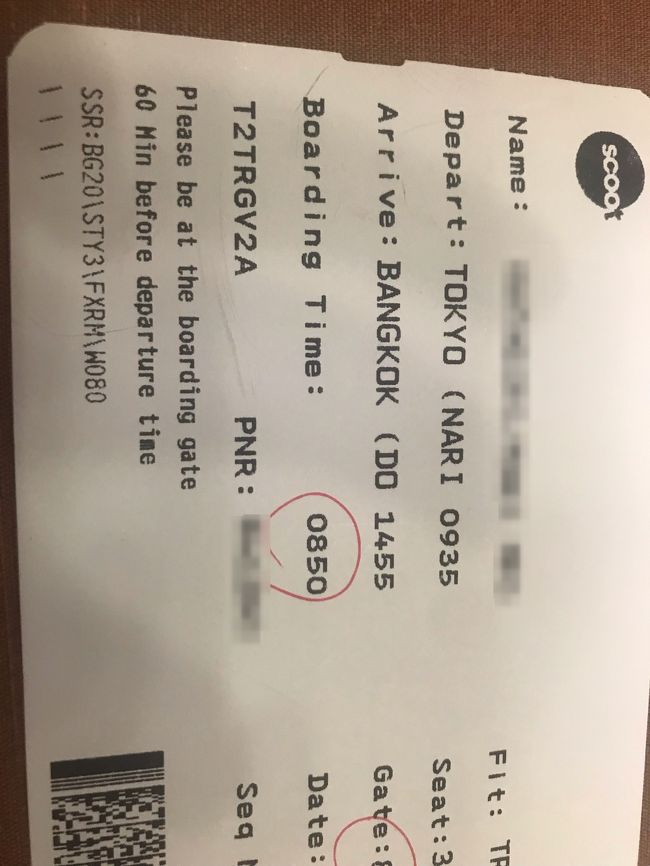 scoot
Name:
Depart: TOKYO (NARI 0935
Arrive: BANGKOK (DO 1455
Boarding Time: 0850
T2TRGV2A PNR:
Please be at the boarding gate
60 Min before departure time
SSR:BG20\STY3\FXRM\W080
Flt: TR
Seat:3
Gate:
Date:
Seq